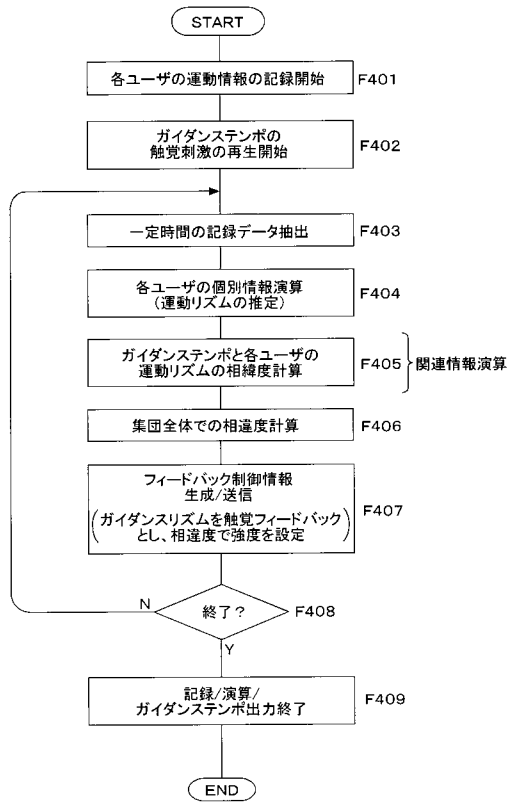 START
各ユーザの運動情報の記録開始
F401
ガイダンステンポの
触覚刺激の再生開始
F402
一定時間の記録データ抽出
F403
各ユーザの個別情報演算
(運動リズムの推定)
F404
ガイダンステンポと各ユーザの
運動リズムの相緯度計算
F405
関連情報演算
集団全体での相違度計算
F406
フィードバック制御情報
生成/送信
(ガイダンスリズムを触覚フィードバック
とし、相違度で強度を設定)
F407
N
終了?
F408
Y
記録/演算/
ガイダンステンポ出力終了
F409
END